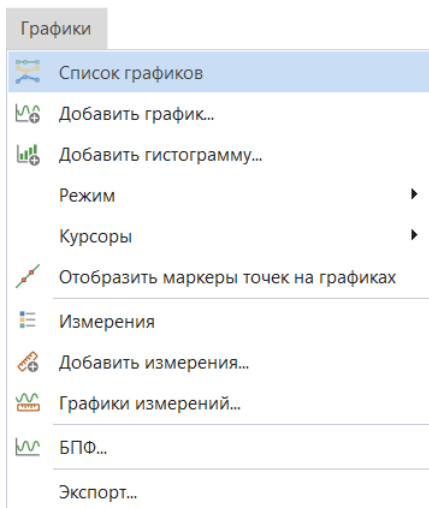 Графики
Список графиков
Добавить график...
Добавить гистограмму...
Режим
Курсоры
Отобразить маркеры точек на графиках
Измерения
Добавить измерения...
Графики измерений...
БПФ...
Экспорт...